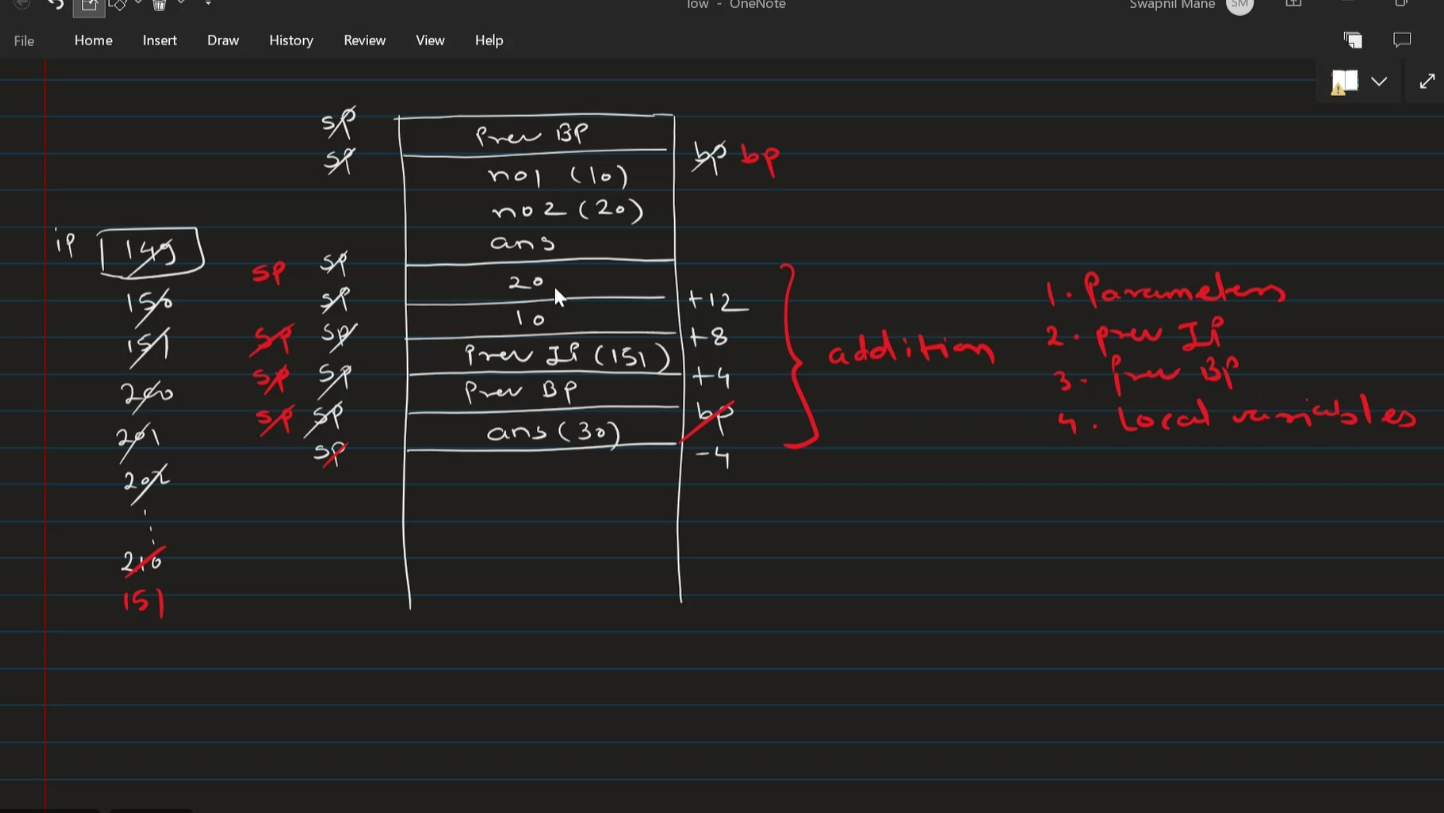 low - OneNote
Swapnil Mane SM
File Home Insert Draw History Review View Help
sp
Prev BP
sp
bp bp
no1 (10)
no2 (20)
ip 149
ans
sp sp
20
1. Parameters
150
sp
+12
10
2. prev IP
151
sp sp
+8
Prev IP (151)
addition
3. prev BP
200
sp sp
+4
Prev BP
4. Local variables
201
sp sp
bp
ans (30)
sp
-4
202
210
151